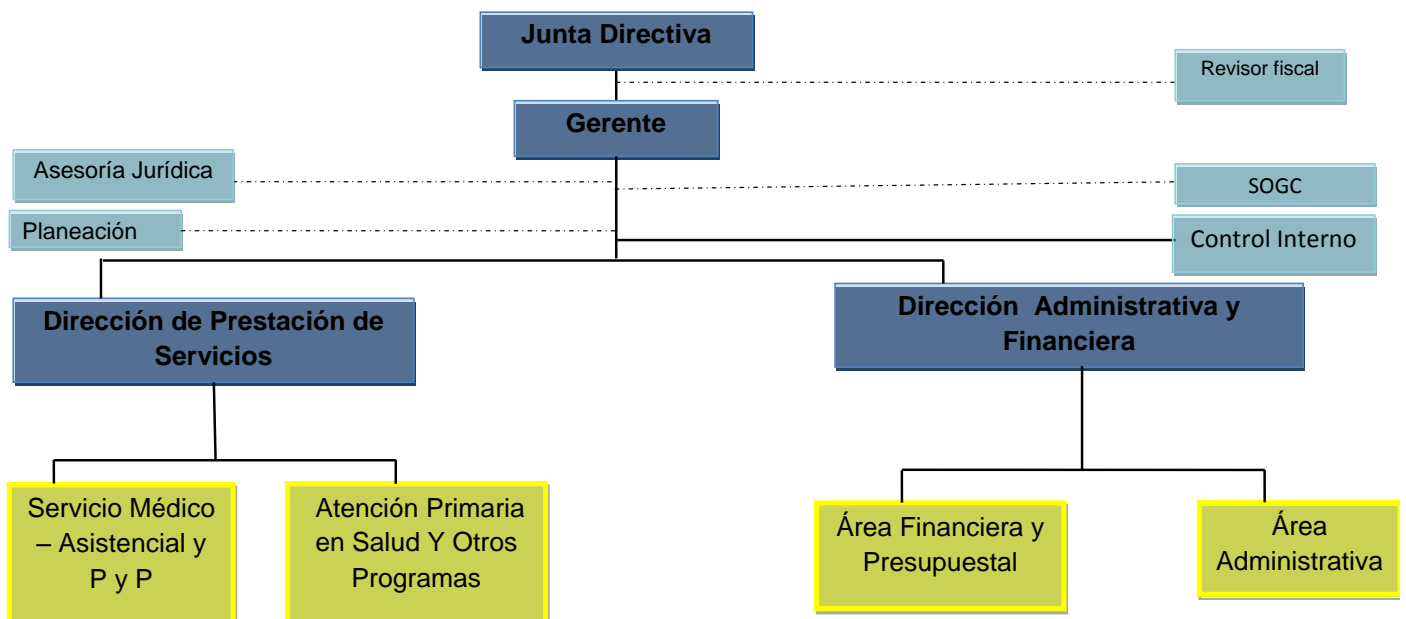 Junta Directiva
Revisor fiscal
Gerente
Asesoría Jurídica
SOGC
Planeación
Control Interno
Dirección de Prestación de
Servicios
Dirección  Administrativa y
Financiera
Servicio Médico
– Asistencial y
P y P
Atención Primaria
en Salud Y Otros
Programas
Área Financiera y
Presupuestal
Área
Administrativa